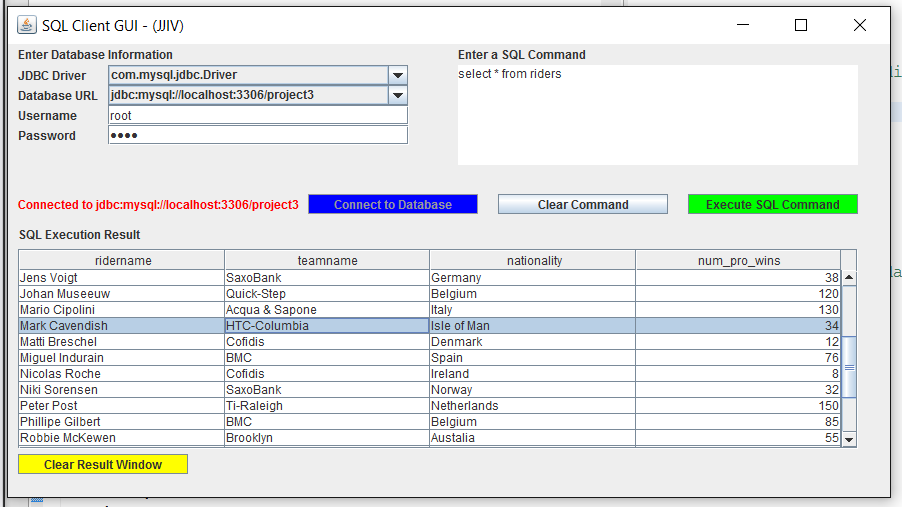 SQL Client GUI - (JJIV)
Enter Database Information
Enter a SQL Command
JDBC Driver com.mysql.jdbc.Driver
select * from riders
Database URL jdbc:mysql://localhost:3306/project3
Username root
Password ••••
Connected to jdbc:mysql://localhost:3306/project3 Connect to Database Clear Command Execute SQL Command
SQL Execution Result
ridername teamname nationality num_pro_wins
Jens Voigt SaxoBank Germany 38
Johan Museeuw Quick-Step Belgium 120
Mario Cipolini Acqua & Sapone Italy 130
Mark Cavendish HTC-Columbia Isle of Man 34
Matti Breschel Cofidis Denmark 12
Miguel Indurain BMC Spain 76
Nicolas Roche Cofidis Ireland 8
Niki Sorensen SaxoBank Norway 32
Peter Post Ti-Raleigh Netherlands 150
Phillipe Gilbert BMC Belgium 85
Robbie McKewen Brooklyn Austalia 55
Clear Result Window